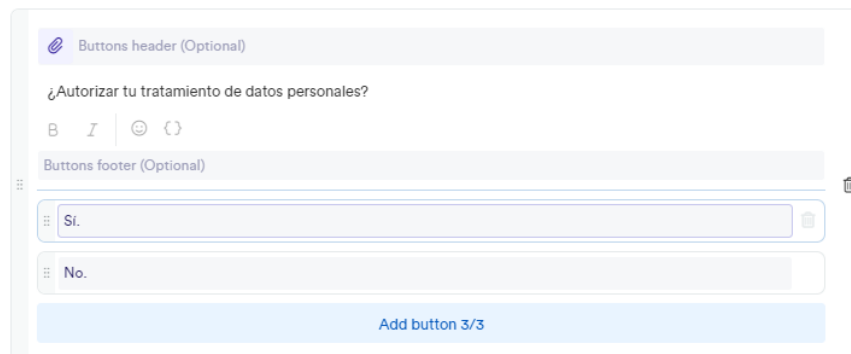 Buttons header (Optional)
¿Autorizar tu tratamiento de datos personales?
B I {}
Buttons footer (Optional)
Sí.
No.
Add button 3/3